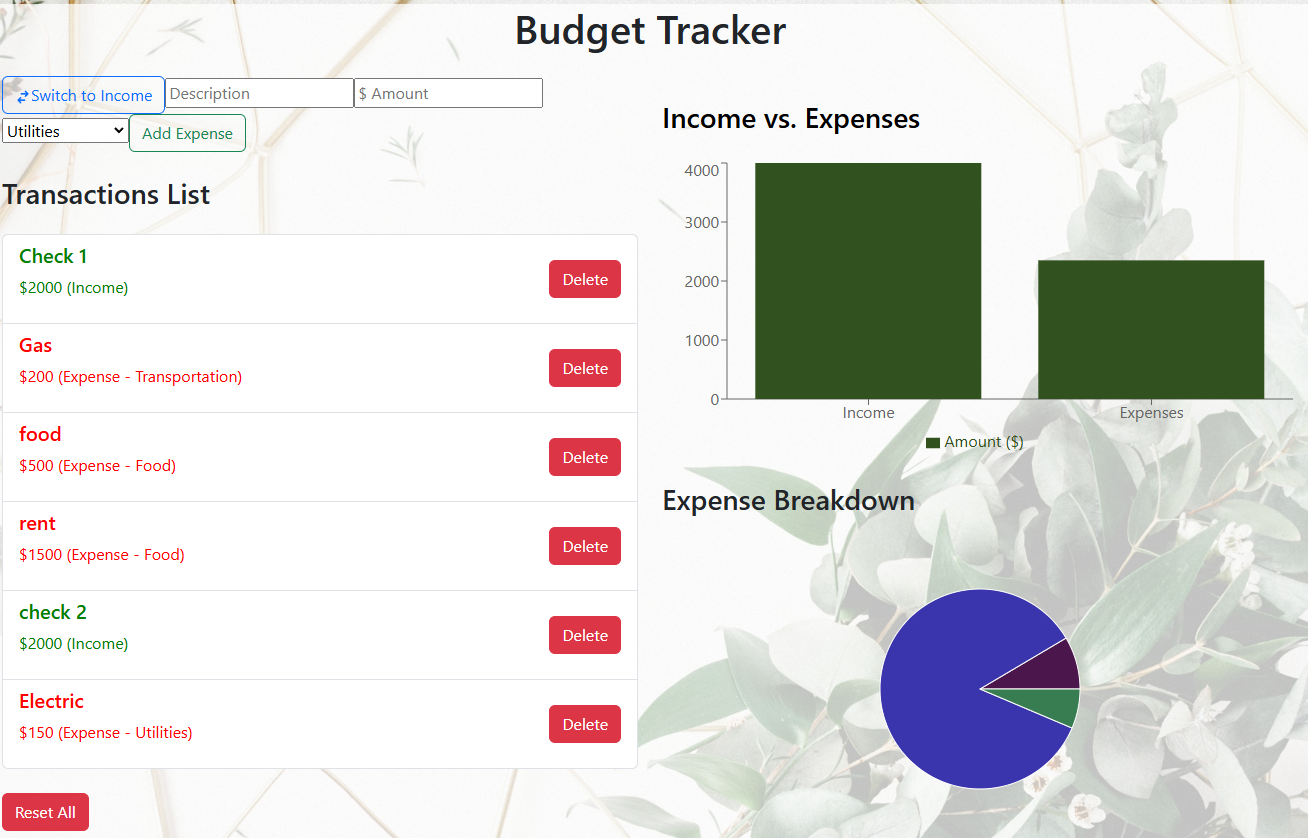 Budget Tracker
Switch to Income Description $ Amount
Utilities Add Expense
Transactions List
Check 1
$2000 (Income)
Delete
Gas
$200 (Expense - Transportation)
Delete
food
$500 (Expense - Food)
Delete
rent
$1500 (Expense - Food)
Delete
check 2
$2000 (Income)
Delete
Electric
$150 (Expense - Utilities)
Delete
Reset All
Income vs. Expenses
4000
3000
2000
1000
0
Income Expenses
Amount ($)
Expense Breakdown